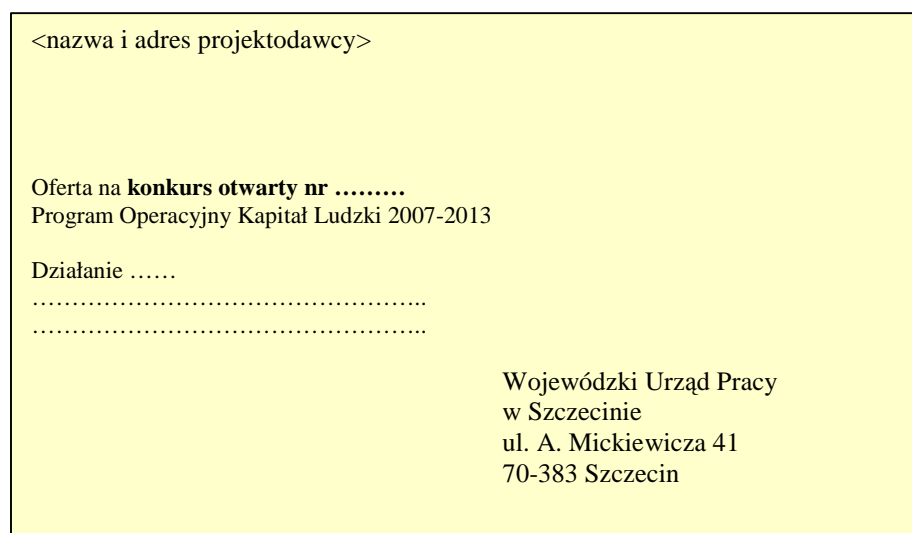 <nazwa i adres projektodawcy>
Oferta na konkurs otwarty nr ………
Program Operacyjny Kapitał Ludzki 2007-2013
Działanie ……
…………………………………………..
…………………………………………..
Wojewódzki Urząd Pracy
w Szczecinie
ul. A. Mickiewicza 41
70-383 Szczecin